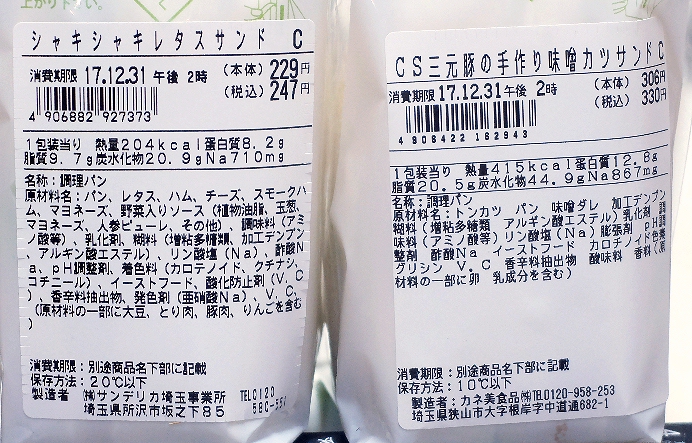 上がり下さい。
シャキシャキレタスサンド C
消費期限 17.12.31 午後 2時
(本体) 229円
(税込) 247円
4 906882 927373
1包装当り 熱量204kcal蛋白質8.2g
脂質9.7g炭水化物20.9gNa710mg
名称:調理パン
原材料名:パン、レタス、ハム、チーズ、スモークハ
ム、マヨネーズ、野菜入りソース(植物油脂、玉葱、
マヨネーズ、人参ピューレ、その他)、調味料(アミノ
酸等)、乳化剤、糊料(増粘多糖類、加工デンプン
、アルギン酸エステル)、リン酸塩(Na)、酢酸N
a、pH調整剤、着色料(カロテノイド、クチナシ、
コチニール)、イーストフード、酸化防止剤(V.C
)、香辛料抽出物、発色剤(亜硝酸Na)、V.C、
(原材料の一部に大豆、とり肉、豚肉、りんごを含む
)
消費期限:別途商品名下部に記載
保存方法:20℃以下
製造者 ㈱サンデリカ埼玉事業所 TEL0120
埼玉県所沢市坂之下85
CS三元豚の手作り味噌カツサンドC
消費期限 17.12.31 午後 2時
(本体) 306円
(税込) 330円
4 908422 162943
1包装当り 熱量415kcal蛋白質12.8g
脂質20.5g炭水化物44.9gNa867mg
名称:調理パン
原材料名:トンカツ パン 味噌ダレ 加工デンプン
糊料(増粘多糖類 アルギン酸エステル)乳化剤 調
味料(アミノ酸等)リン酸塩(Na)膨張剤 pH調
整剤 酢酸Na イーストフード カロチノイド色素
グリシン V.C 香辛料抽出物 酸味料 香料(原
材料の一部に卵 乳成分を含む)
消費期限:別途商品名下部に記載
保存方法:10℃以下
製造者:カネ美食品㈱TEL0120-958-253
埼玉県狭山市大字根岸字中道通682-1